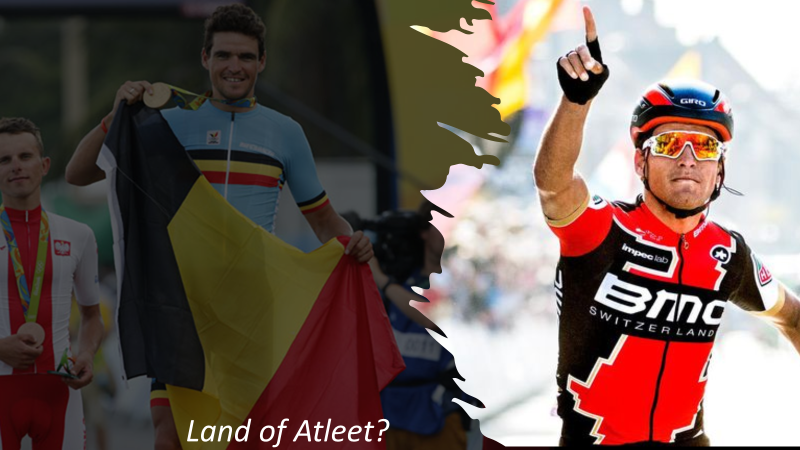 GIRO
impec lab
BMC
SWITZERLAND
Land of Atleet?